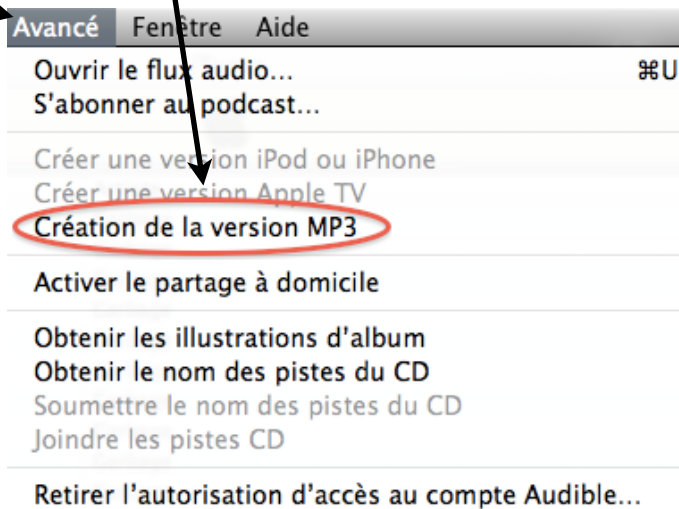 Avancé Fenêtre Aide
Ouvrir le flux audio... ⌘U
S'abonner au podcast...
Créer une version iPod ou iPhone
Créer une version Apple TV
Création de la version MP3
Activer le partage à domicile
Obtenir les illustrations d'album
Obtenir le nom des pistes du CD
Soumettre le nom des pistes du CD
Joindre les pistes CD
Retirer l'autorisation d'accès au compte Audible...